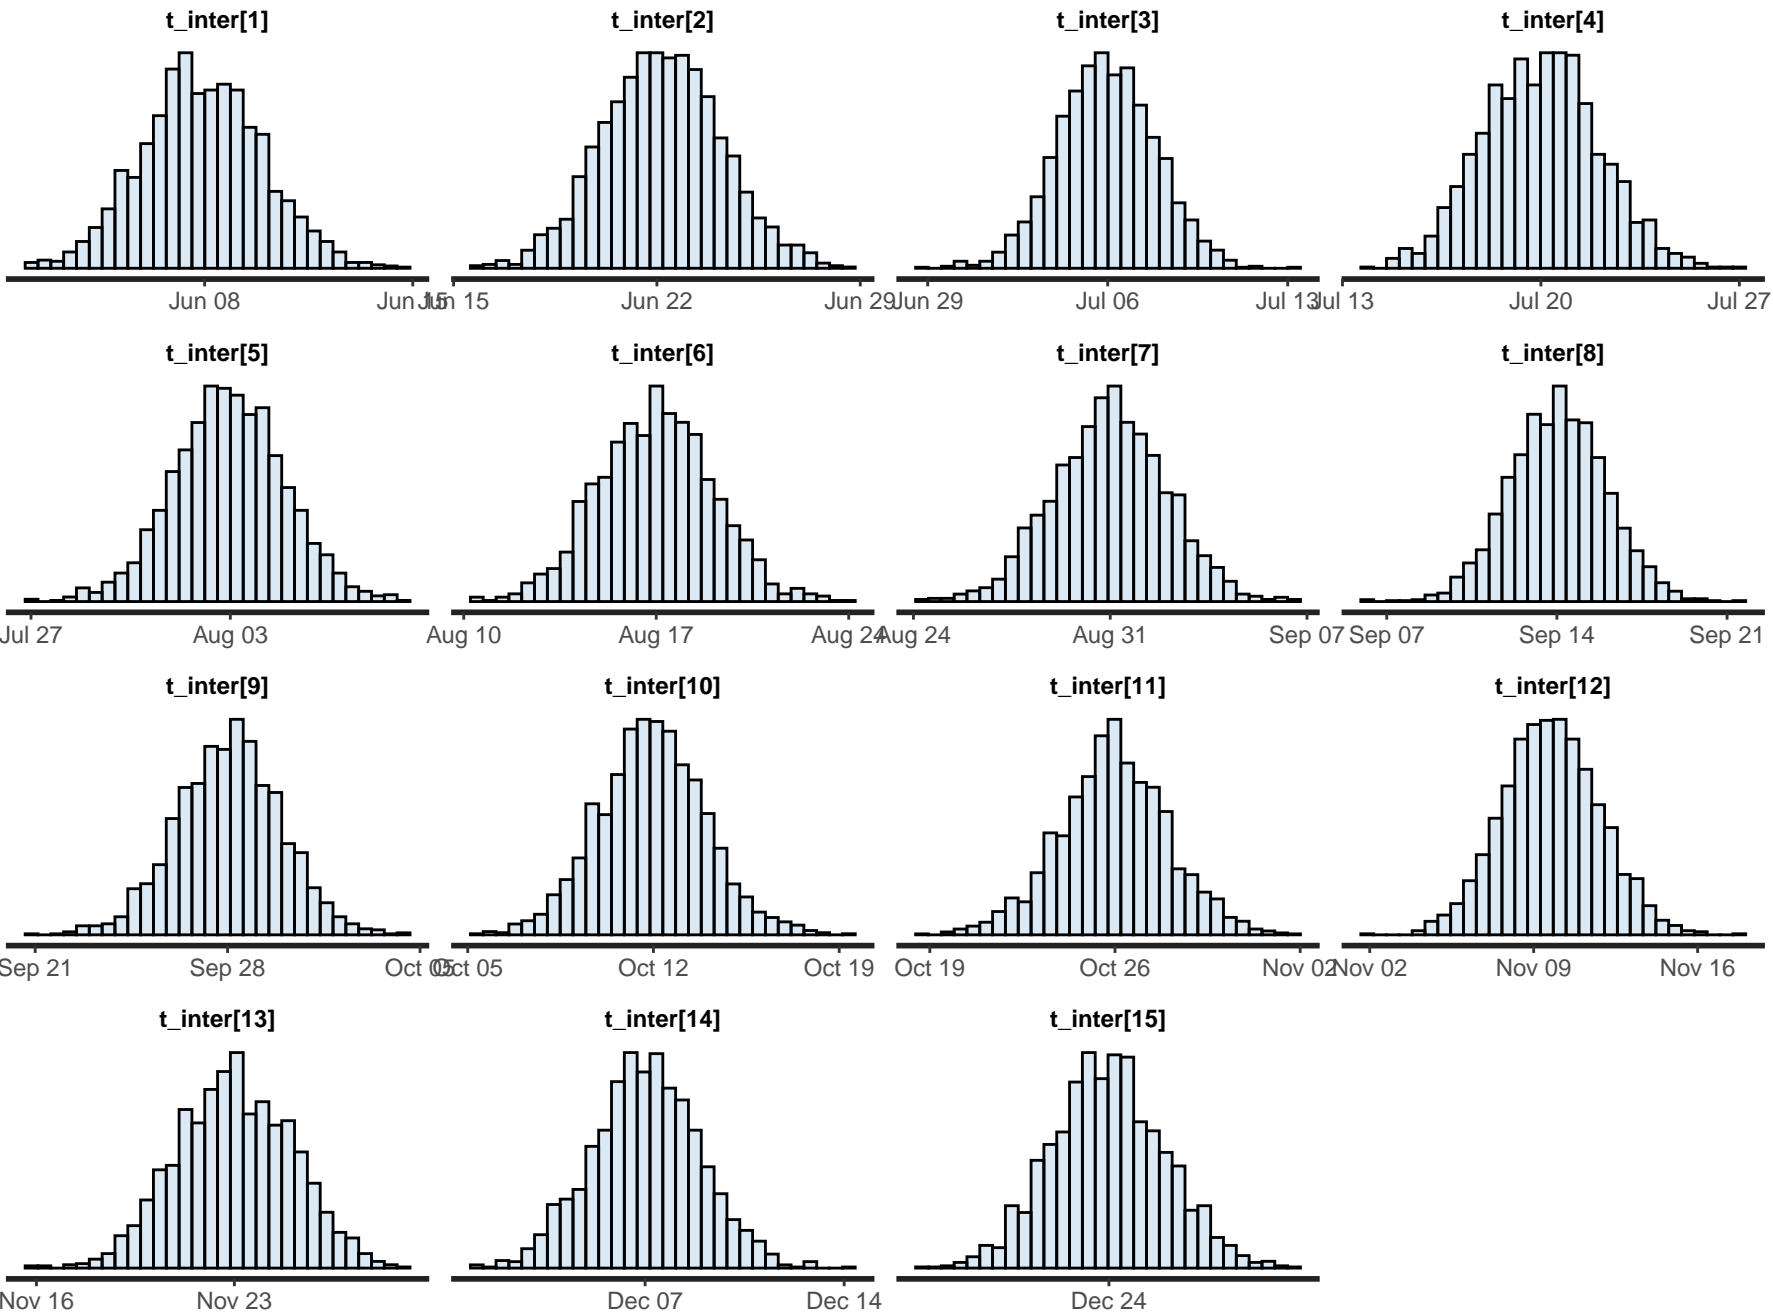 t_inter[1] t_inter[2] t_inter[3] t_inter[4]
Jun 08 Jun 15 Jun 15 Jun 22 Jun 29 Jun 29 Jul 06 Jul 13 Jul 13 Jul 20 Jul 27
t_inter[5] t_inter[6] t_inter[7] t_inter[8]
Jul 27 Aug 03 Aug 10 Aug 17 Aug 24 Aug 24 Aug 31 Sep 07 Sep 07 Sep 14 Sep 21
t_inter[9] t_inter[10] t_inter[11] t_inter[12]
Sep 21 Sep 28 Oct 05 Oct 05 Oct 12 Oct 19 Oct 19 Oct 26 Nov 02 Nov 02 Nov 09 Nov 16
t_inter[13] t_inter[14] t_inter[15]
Nov 16 Nov 23 Dec 07 Dec 14 Dec 24